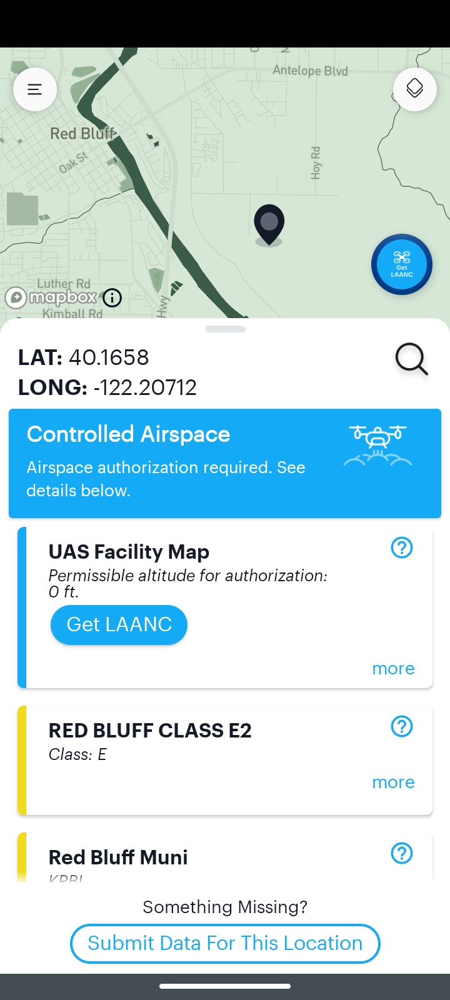 Antelope Blvd
Red Bluff
Oak St
Hoy Rd
Get
LAANC
Luther Rd
mapbox
Kimball Rd
Hwy
LAT: 40.1658
LONG: -122.20712
Controlled Airspace
Airspace authorization required. See
details below.
UAS Facility Map
Permissible altitude for authorization:
0 ft.
Get LAANC
more
RED BLUFF CLASS E2
Class: E
more
Red Bluff Muni
KRBL
Something Missing?
Submit Data For This Location